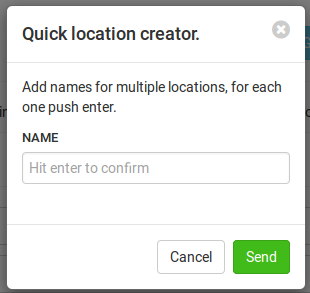 Quick location creator.
Add names for multiple locations, for each
one push enter.
NAME
Hit enter to confirm
Cancel
Send